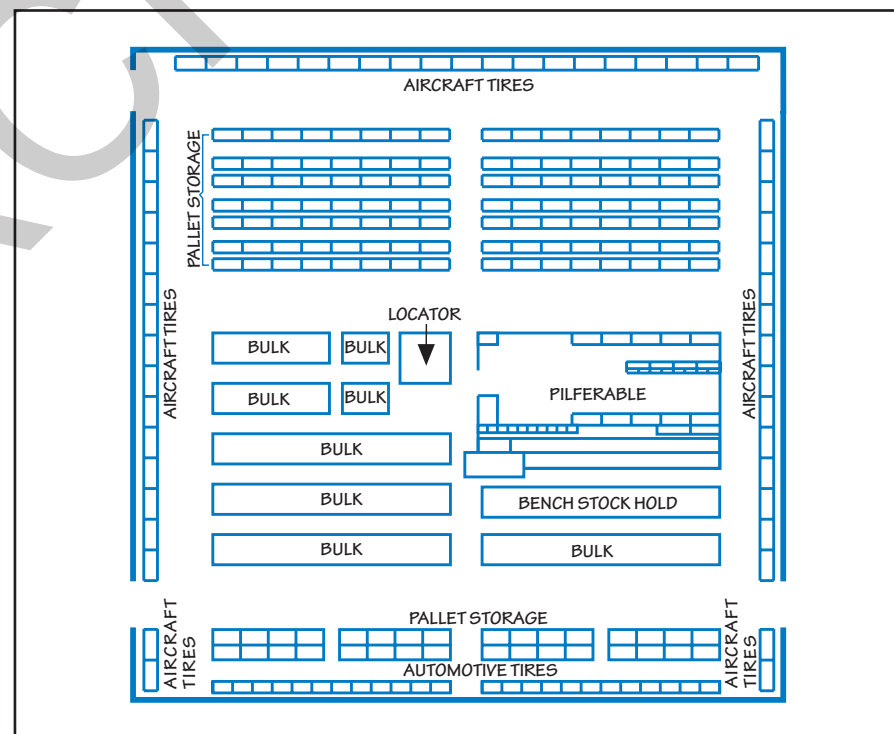 AIRCRAFT TIRES
PALLET STORAGE
AIRCRAFT TIRES
AIRCRAFT TIRES
LOCATOR
BULK
BULK
PILFERABLE
BULK
BULK
BULK
BULK
BENCH STOCK HOLD
BULK
BULK
AIRCRAFT
TIRES
PALLET STORAGE
AIRCRAFT
TIRES
AUTOMOTIVE TIRES